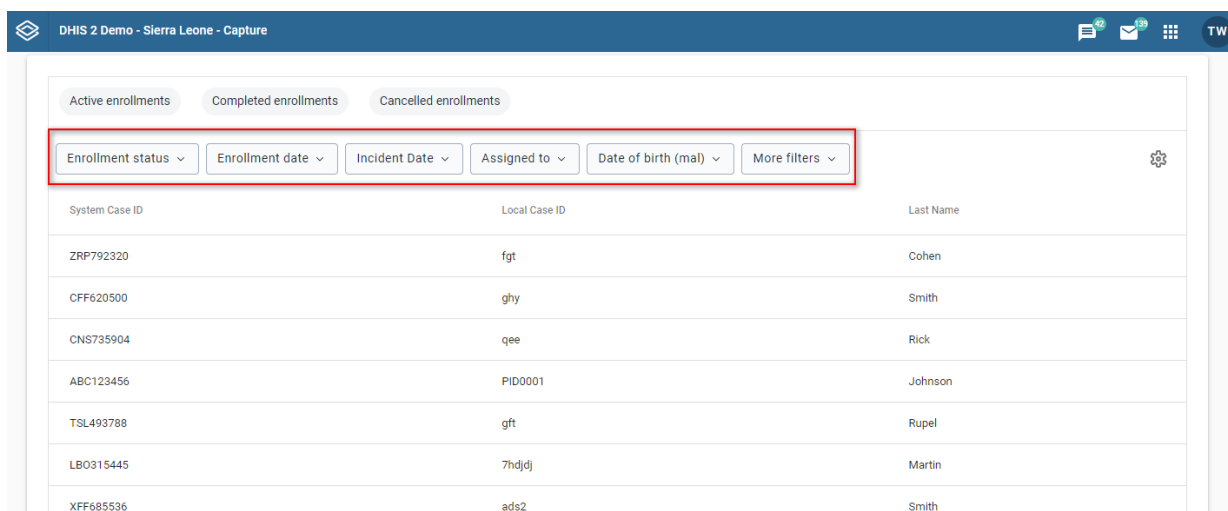 DHIS 2 Demo - Sierra Leone - Capture 42 139 TW
Active enrollments Completed enrollments Cancelled enrollments
Enrollment status Enrollment date Incident Date Assigned to Date of birth (mal) More filters
System Case ID Local Case ID Last Name
ZRP792320 fgt Cohen
CFF620500 ghy Smith
CNS735904 qee Rick
ABC123456 PID0001 Johnson
TSL493788 gft Rupel
LBO315445 7hdjdj Martin
XFF685536 ads2 Smith